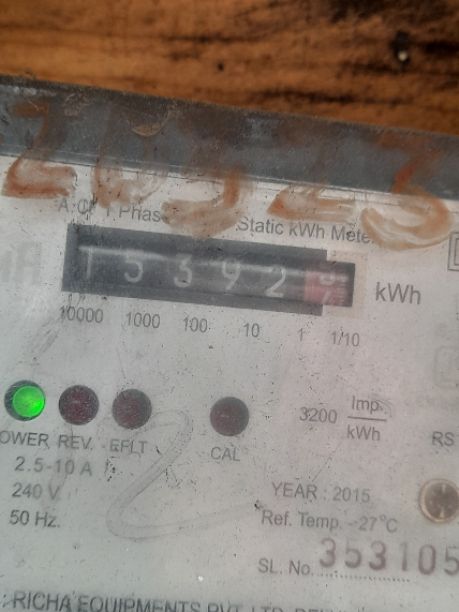 A.C. 1 Phase Static kWh Meter
15392 kWh
10000 1000 100 10 1 1/10
3200 Imp/kWh
POWER REV. EFLT CAL RS
2.5-10 A
240 V.
50 Hz.
YEAR : 2015
Ref. Temp.-27°C
SL. No. 353105
RICHA EQUIPMENTS PVT. LTD.